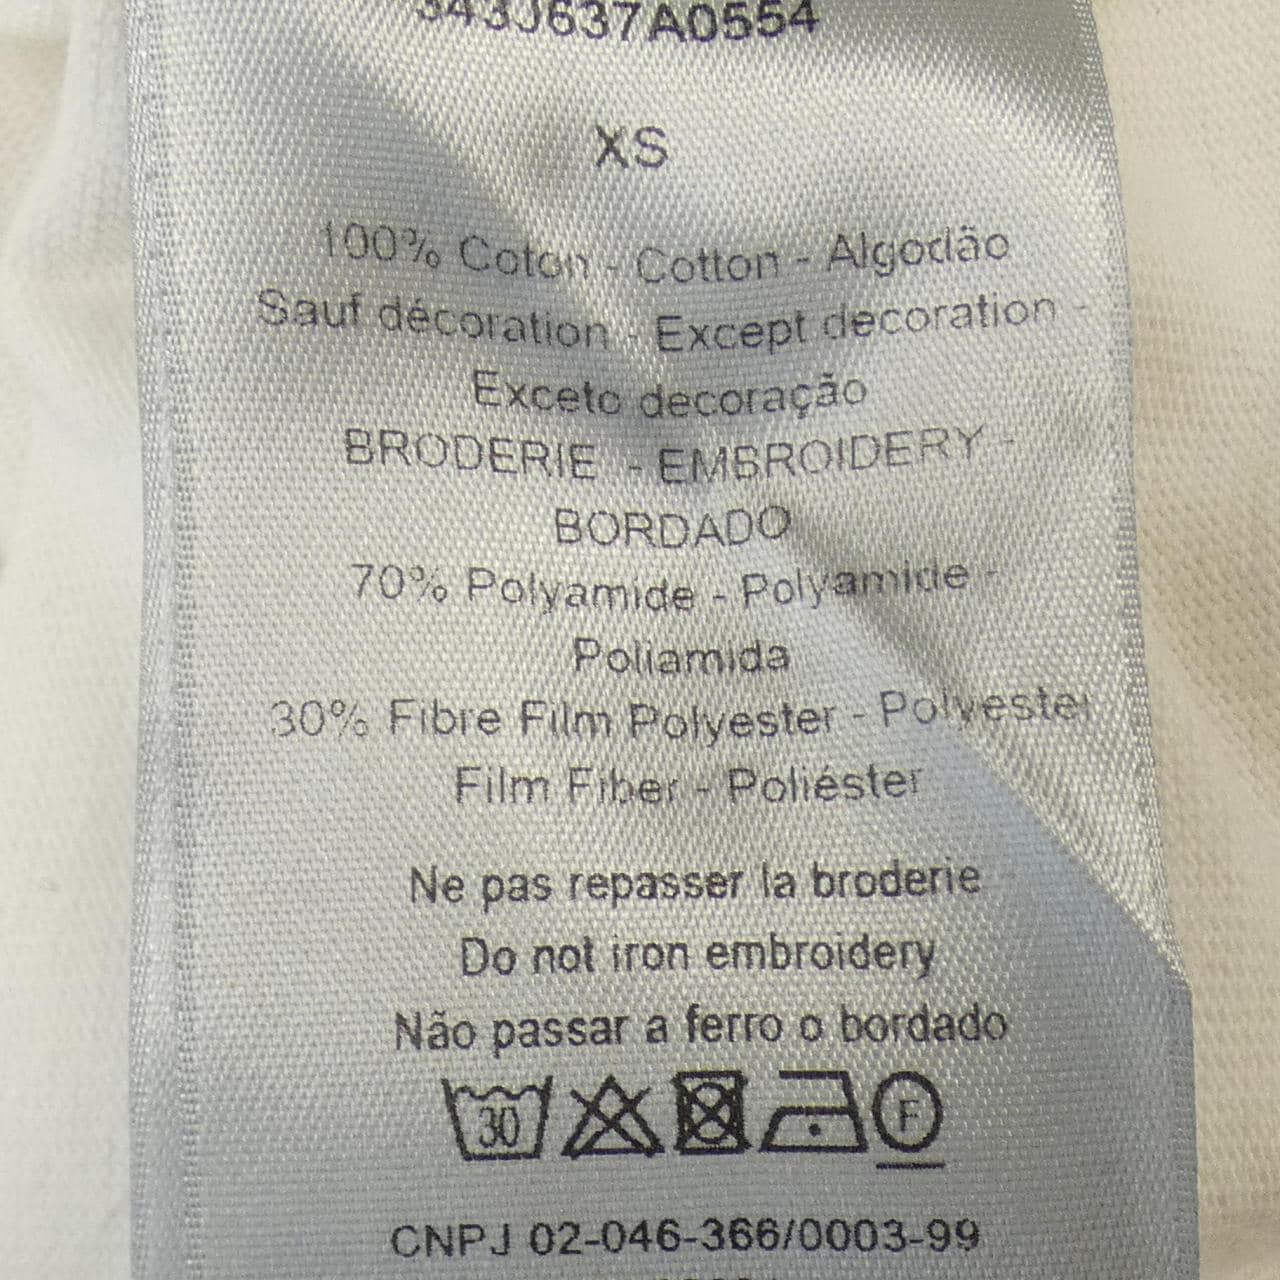 343J637A0554
XS
100% Coton - Cotton - Algodão
Sauf décoration - Except decoration -
Exceto decoração
BRODERIE - EMBROIDERY -
BORDADO
70% Polyamide - Polyamide -
Poliamida
30% Fibre Film Polyester - Polyester
Film Fiber - Poliéster
Ne pas repasser la broderie
Do not iron embroidery
Não passar a ferro o bordado
30 F
CNPJ 02-046-366/0003-99